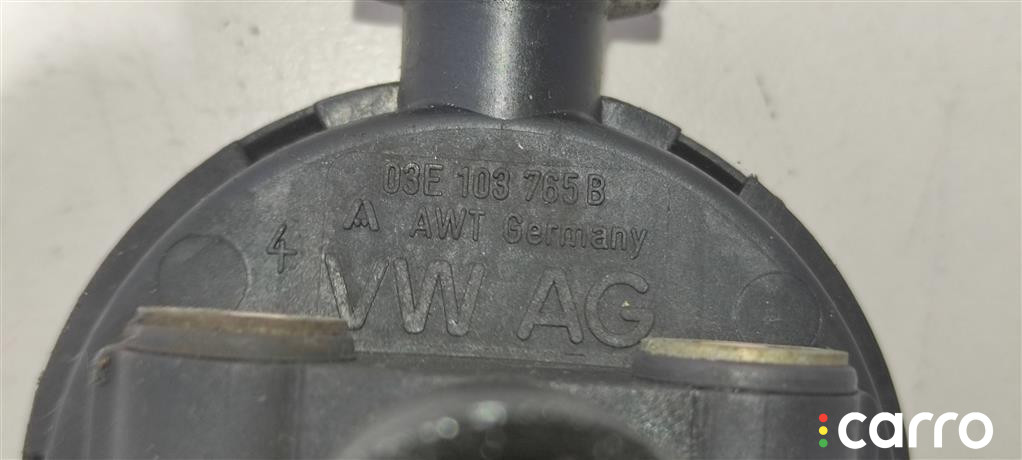 03E 103 765 B
AWT Germany
4
VW AG
carro